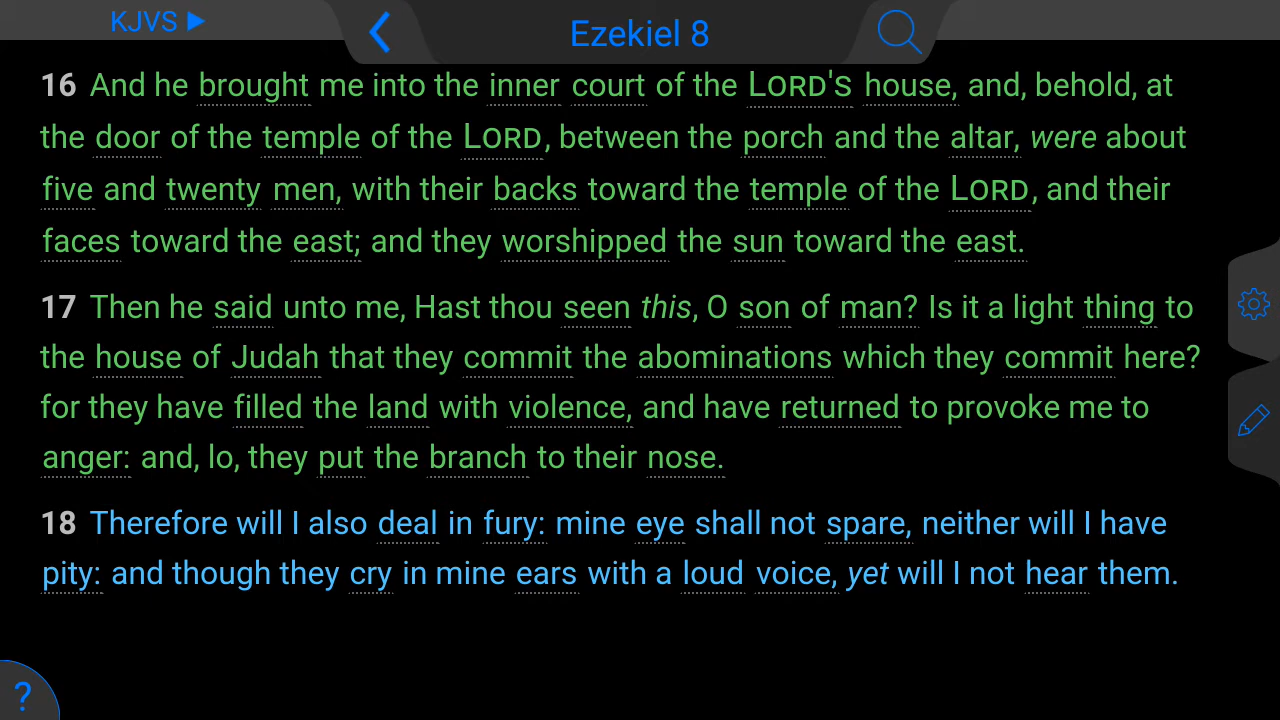 KJVS ▶
Ezekiel 8
16 And he brought me into the inner court of the LORD'S house, and, behold, at
the door of the temple of the LORD, between the porch and the altar, were about
five and twenty men, with their backs toward the temple of the LORD, and their
faces toward the east; and they worshipped the sun toward the east.
17 Then he said unto me, Hast thou seen this, O son of man? Is it a light thing to
the house of Judah that they commit the abominations which they commit here?
for they have filled the land with violence, and have returned to provoke me to
anger: and, lo, they put the branch to their nose.
18 Therefore will I also deal in fury: mine eye shall not spare, neither will I have
pity: and though they cry in mine ears with a loud voice, yet will I not hear them.
?